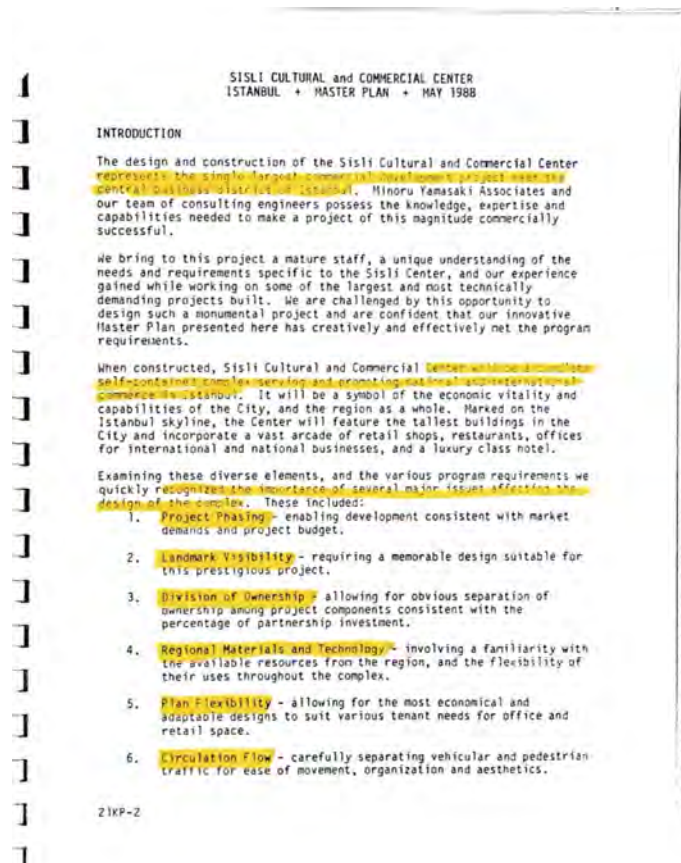 SISLI CULTURAL and COMMERCIAL CENTER
ISTANBUL + MASTER PLAN + MAY 1988
INTRODUCTION
The design and construction of the Sisli Cultural and Commercial Center
represents the single largest commercial development project near the
central business district of Istanbul. Minoru Yamasaki Associates and
our team of consulting engineers possess the knowledge, expertise and
capabilities needed to make a project of this magnitude commercially
successful.
We bring to this project a mature staff, a unique understanding of the
needs and requirements specific to the Sisli Center, and our experience
gained while working on some of the largest and most technically
demanding projects built. We are challenged by this opportunity to
design such a monumental project and are confident that our innovative
Master Plan presented here has creatively and effectively met the program
requirements.
When constructed, Sisli Cultural and Commercial Center will be a complete
self-contained complex serving and promoting national and international
commerce in Istanbul. It will be a symbol of the economic vitality and
capabilities of the City, and the region as a whole. Marked on the
Istanbul skyline, the Center will feature the tallest buildings in the
City and incorporate a vast arcade of retail shops, restaurants, offices
for international and national businesses, and a luxury class hotel.
Examining these diverse elements, and the various program requirements we
quickly recognized the importance of several major issues affecting the
design of the complex. These included:
1. Project Phasing - enabling development consistent with market
demands and project budget.
2. Landmark Visibility - requiring a memorable design suitable for
this prestigious project.
3. Division of Ownership - allowing for obvious separation of
ownership among project components consistent with the
percentage of partnership investment.
4. Regional Materials and Technology - involving a familiarity with
the available resources from the region, and the flexibility of
their uses throughout the complex.
5. Plan Flexibility - allowing for the most economical and
adaptable designs to suit various tenant needs for office and
retail space.
6. Circulation Flow - carefully separating vehicular and pedestrian
traffic for ease of movement, organization and aesthetics.
21KP-2